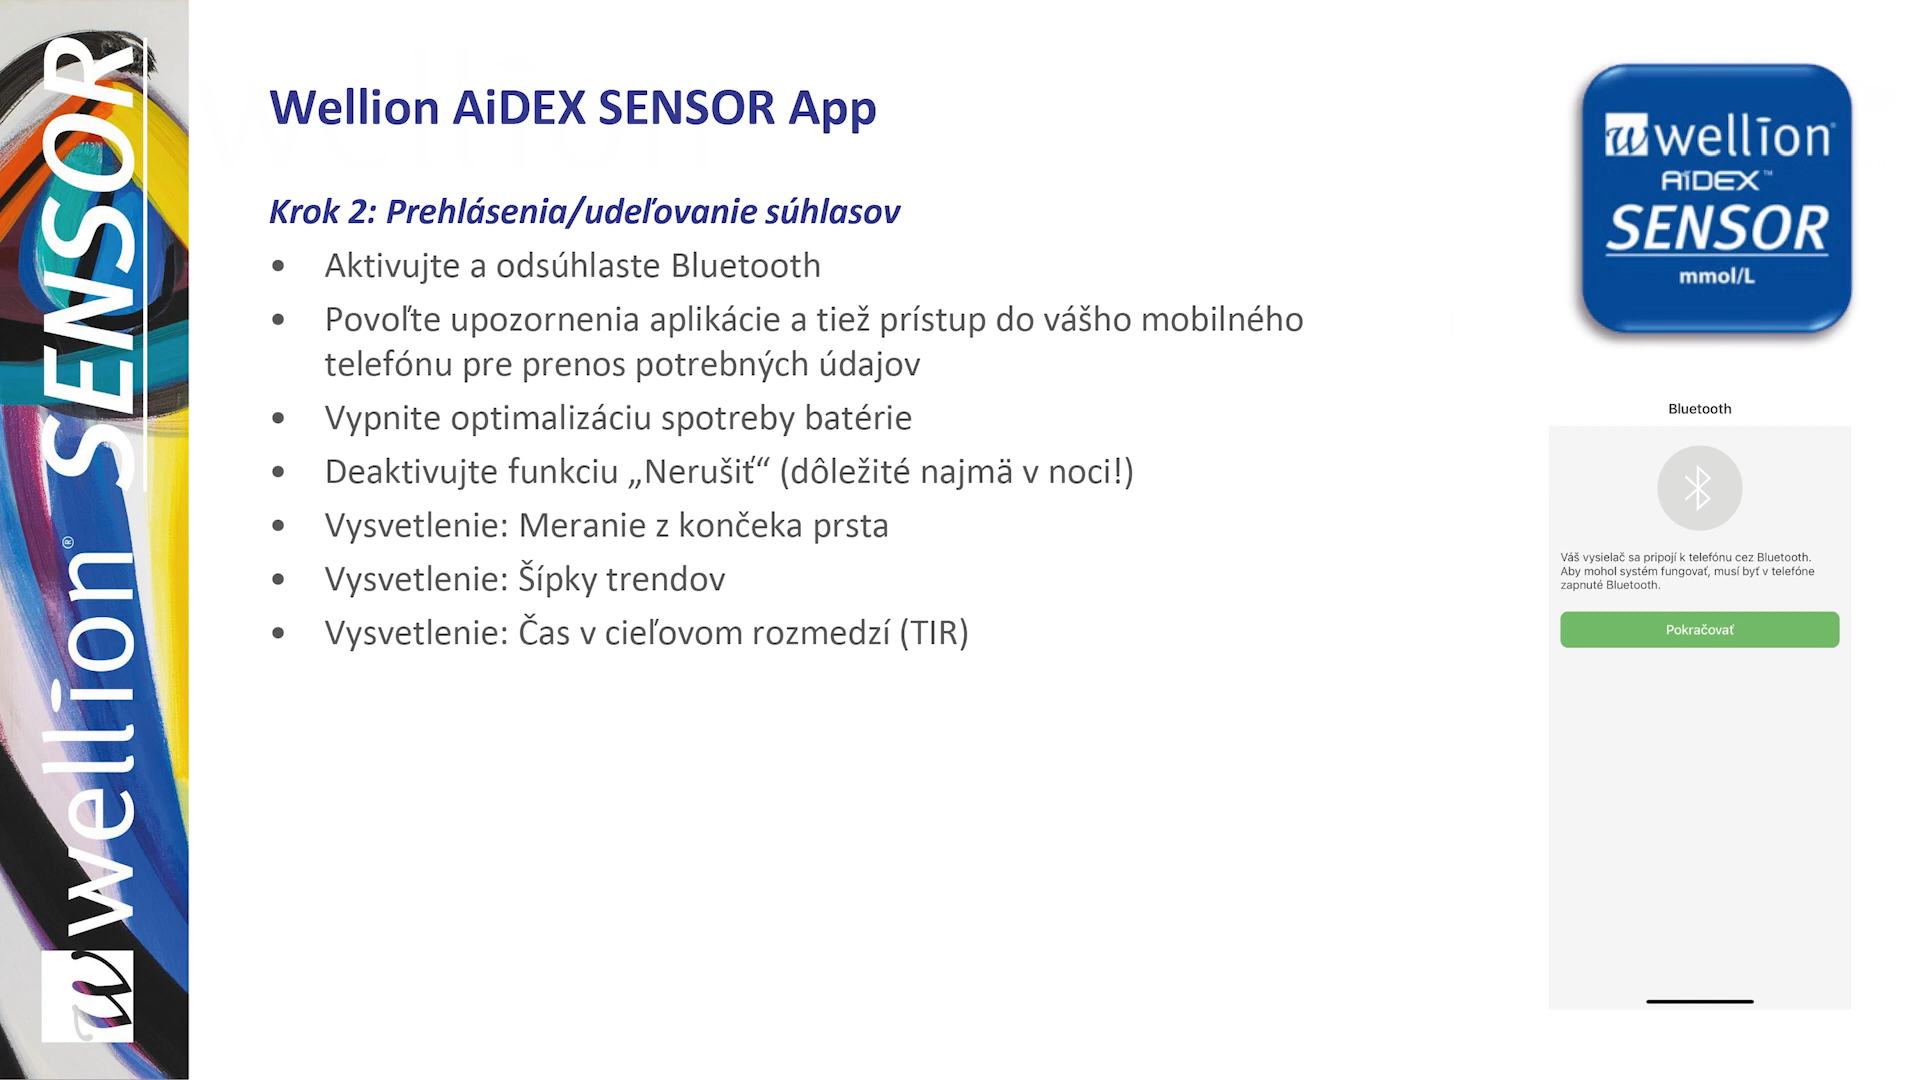 wellion® SENSOR
Wellion AiDEX SENSOR App
Krok 2: Prehlásenia/udeľovanie súhlasov
• Aktivujte a odsúhlaste Bluetooth
• Povoľte upozornenia aplikácie a tiež prístup do vášho mobilného
telefónu pre prenos potrebných údajov
• Vypnite optimalizáciu spotreby batérie
• Deaktivujte funkciu „Nerušiť“ (dôležité najmä v noci!)
• Vysvetlenie: Meranie z končeka prsta
• Vysvetlenie: Šípky trendov
• Vysvetlenie: Čas v cieľovom rozmedzí (TIR)
wellion®
AiDEX™
SENSOR
mmol/L
Bluetooth
Váš vysielač sa pripojí k telefónu cez Bluetooth.
Aby mohol systém fungovať, musí byť v telefóne
zapnuté Bluetooth.
Pokračovať